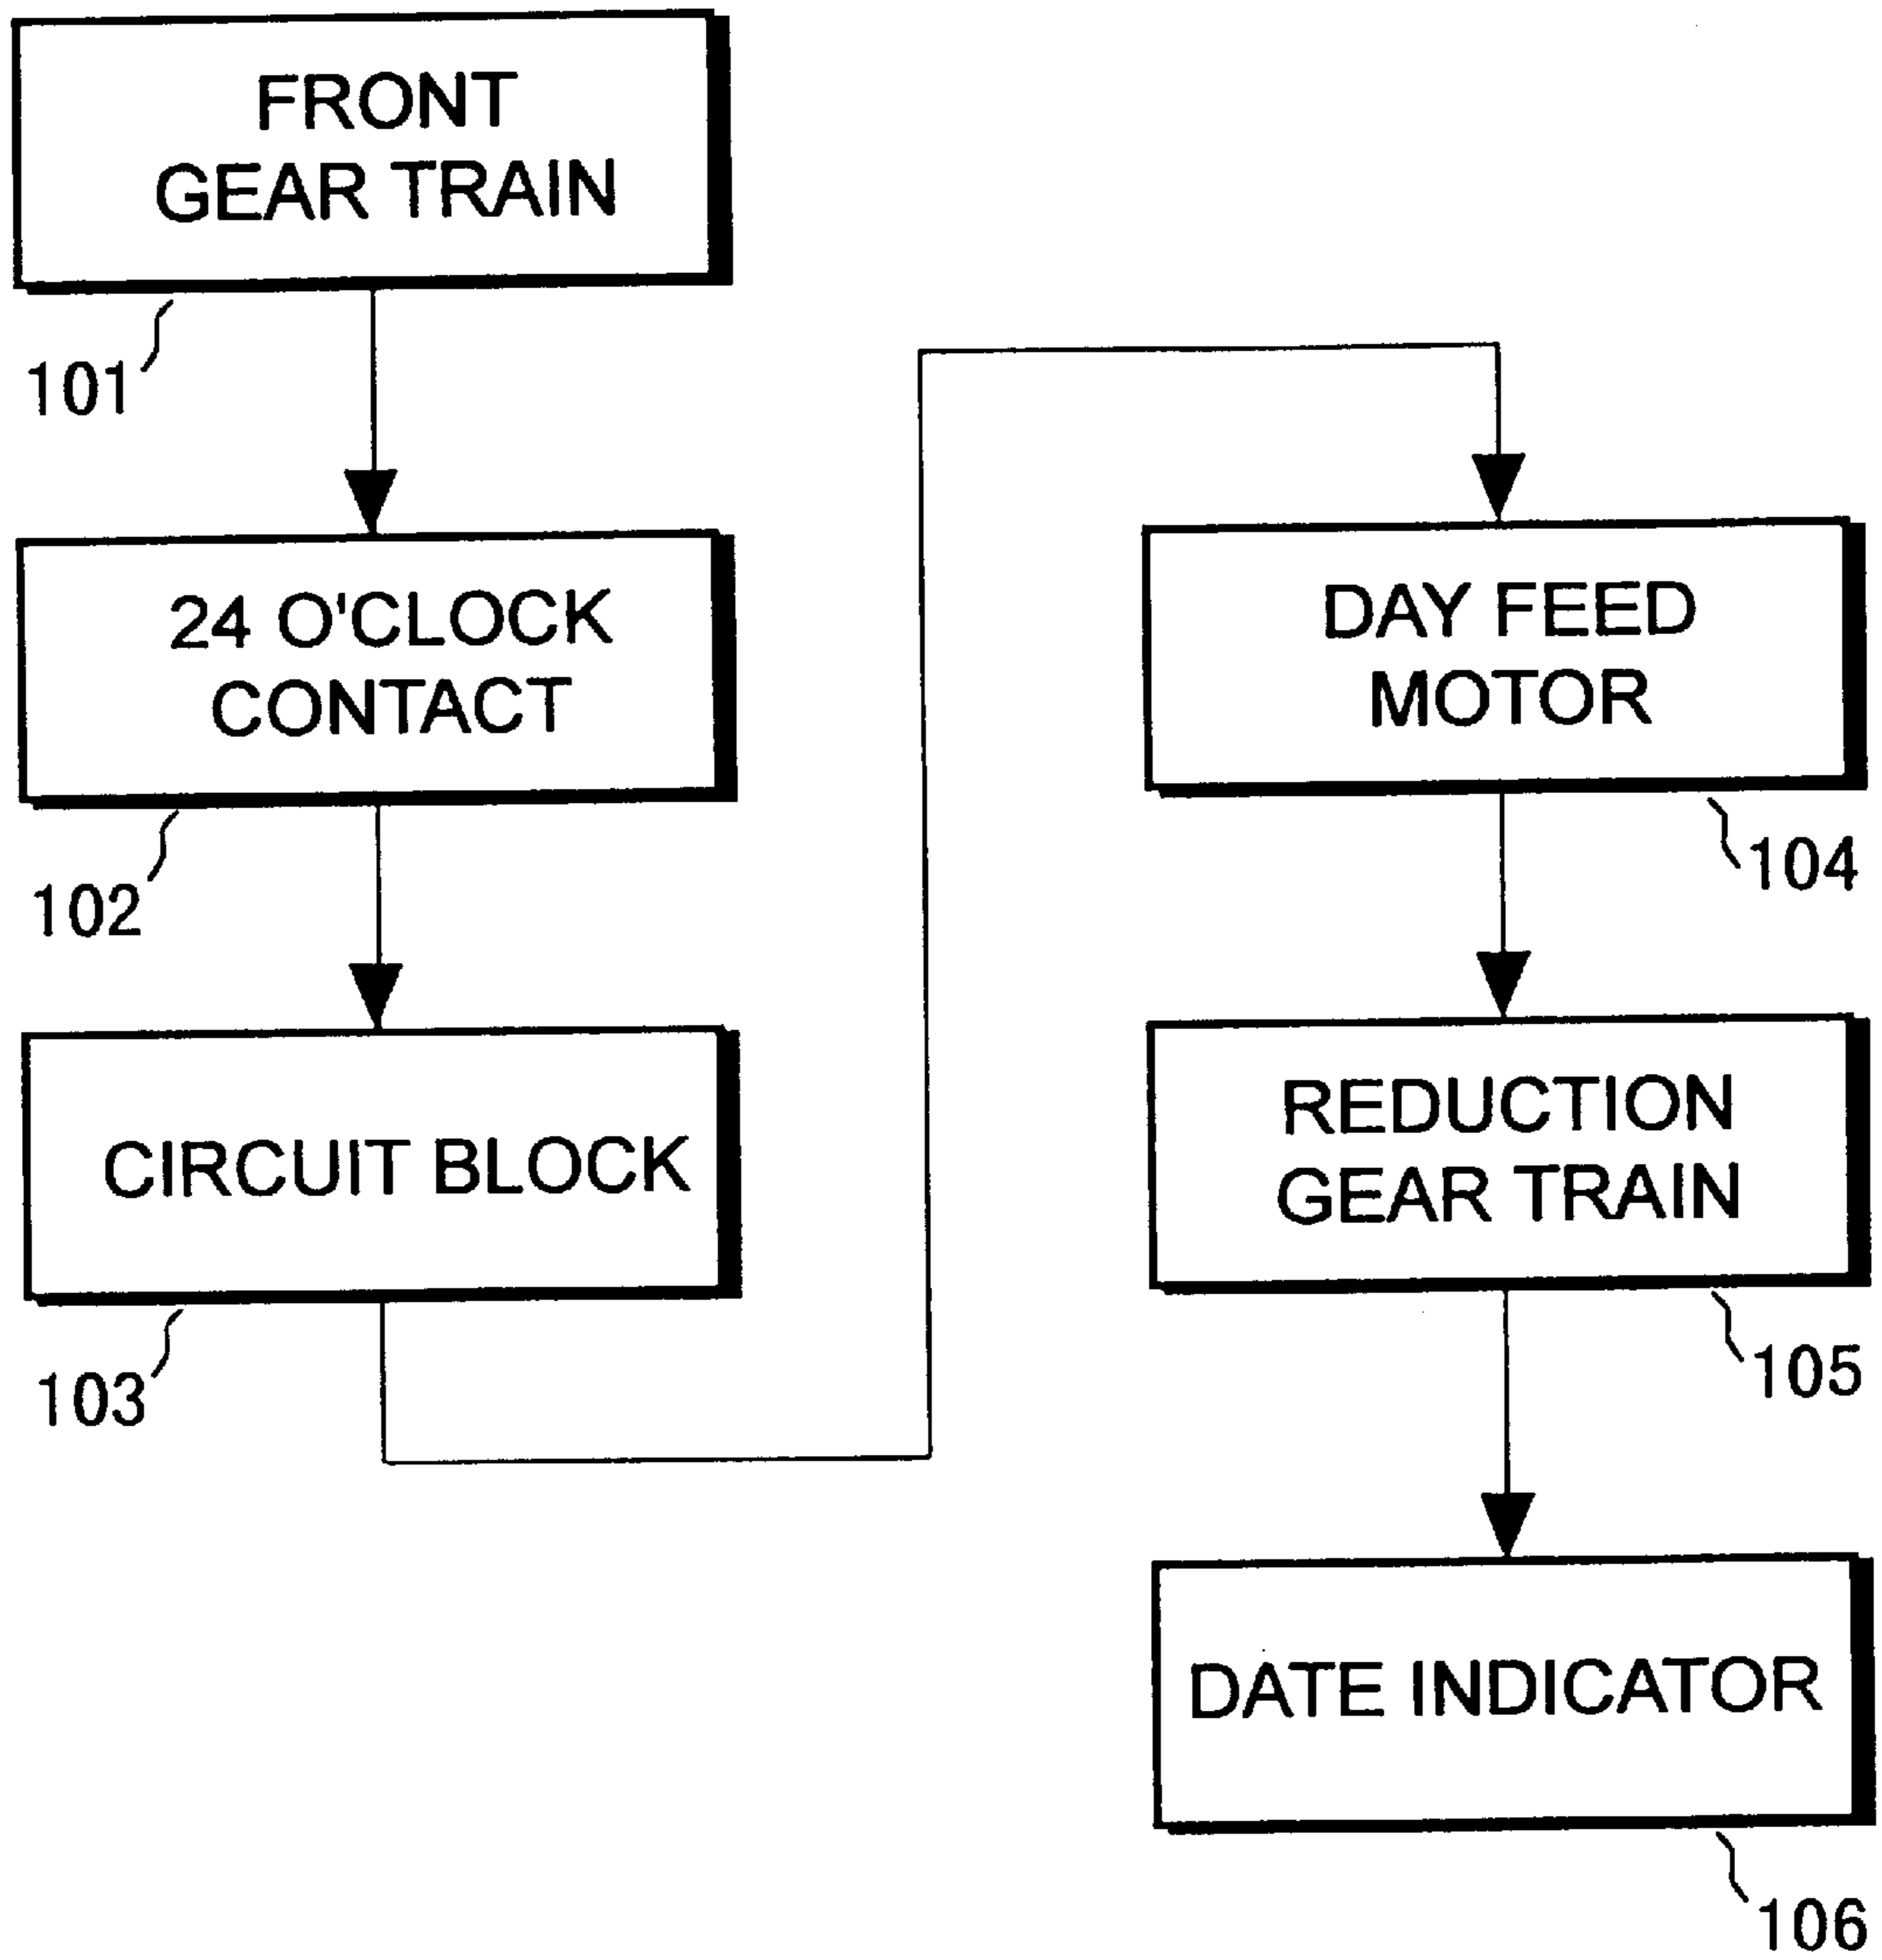 FRONT
GEAR TRAIN
101
24 O'CLOCK
CONTACT
102
CIRCUIT BLOCK
103
DAY FEED
MOTOR
104
REDUCTION
GEAR TRAIN
105
DATE INDICATOR
106